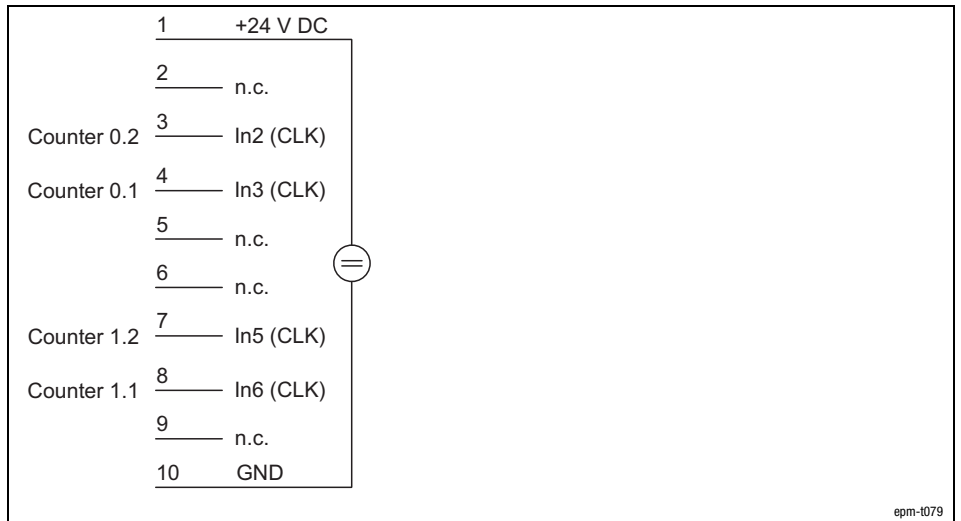 1 +24 V DC
2 n.c.
Counter 0.2 3 In2 (CLK)
Counter 0.1 4 In3 (CLK)
5 n.c.
6 n.c.
Counter 1.2 7 In5 (CLK)
Counter 1.1 8 In6 (CLK)
9 n.c.
10 GND
epm-t079